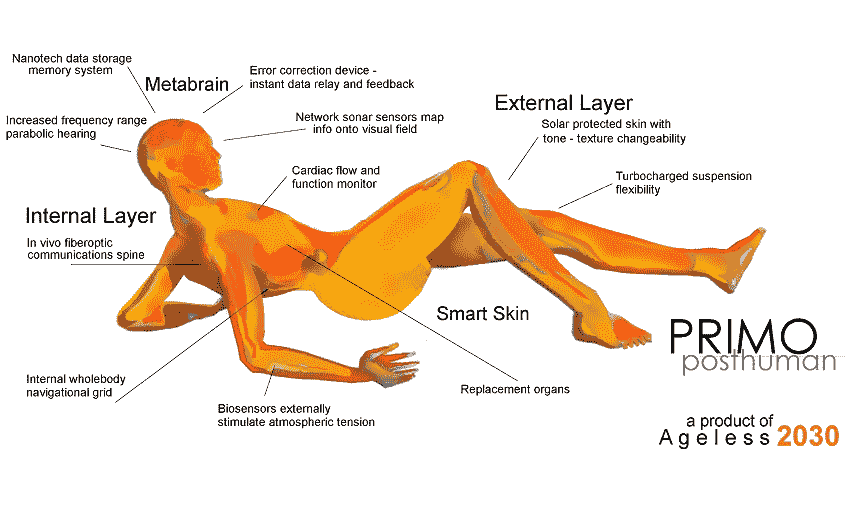 Nanotech data storage
memory system
Metabrain
Error correction device -
instant data relay and feedback
External Layer
Increased frequency range
parabolic hearing
Network sonar sensors map
info onto visual field
Solar protected skin with
tone - texture changeability
Cardiac flow and
function monitor
Turbocharged suspension
flexibility
Internal Layer
In vivo fiberoptic
communications spine
Smart Skin
PRIMO
posthuman
Internal wholebody
navigational grid
Replacement organs
Biosensors externally
stimulate atmospheric tension
a product of
Ageless 2030